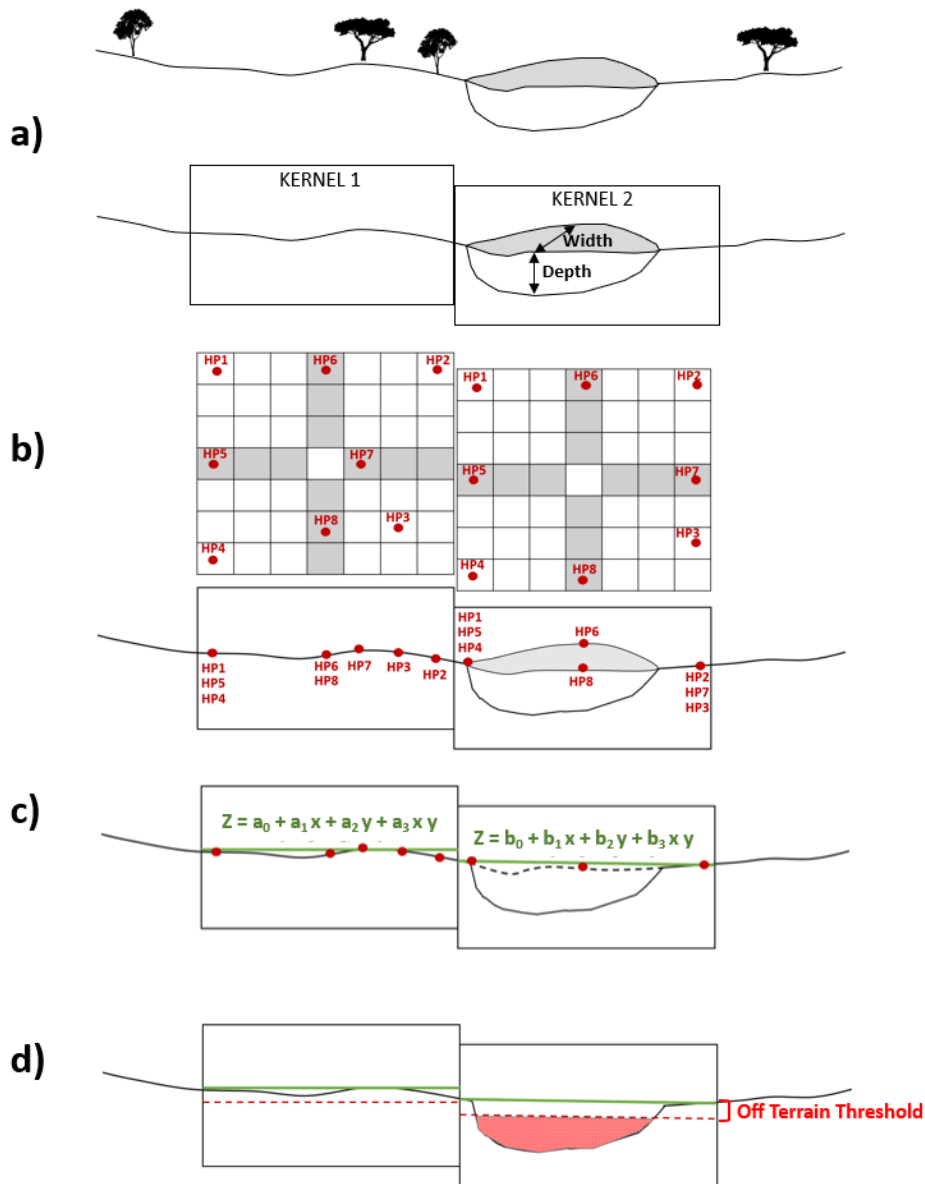 a)
KERNEL 1
KERNEL 2
Width
Depth
b)
HP1
HP6
HP2
HP5
HP7
HP8
HP3
HP4
HP1
HP6
HP2
HP5
HP7
HP3
HP4
HP8
HP1
HP5
HP4
HP6
HP8
HP7
HP3
HP2
HP1
HP5
HP4
HP6
HP8
HP2
HP7
HP3
c)
Z = a₀ + a₁ x + a₂ y + a₃ x y
Z = b₀ + b₁ x + b₂ y + b₃ x y
d)
Off Terrain Threshold